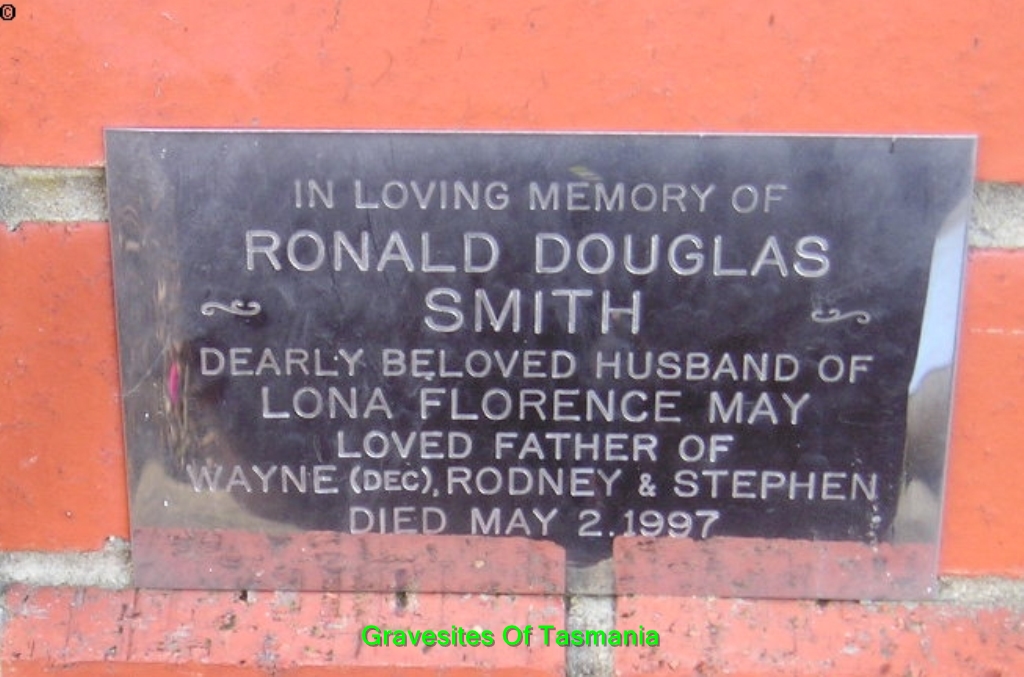 ©
IN LOVING MEMORY OF
RONALD DOUGLAS
SMITH
DEARLY BELOVED HUSBAND OF
LONA FLORENCE MAY
LOVED FATHER OF
WAYNE (DEC), RODNEY & STEPHEN
DIED MAY 2.1997
Gravesites Of Tasmania